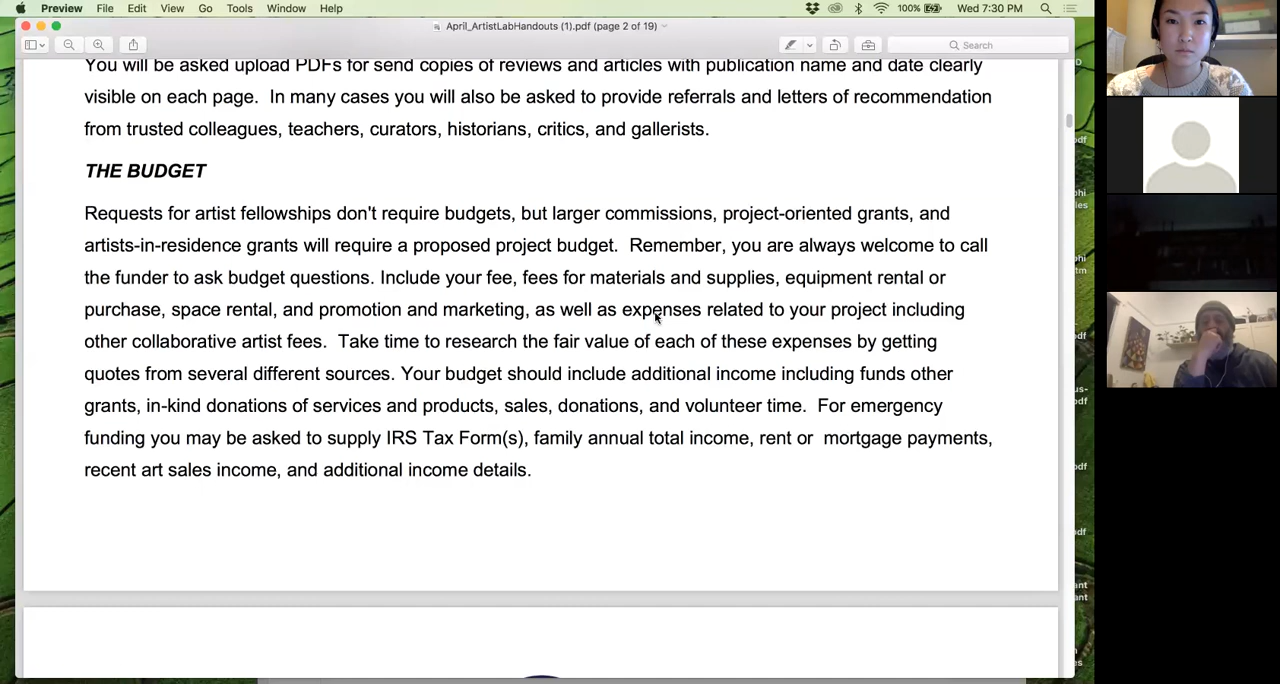 Preview File Edit View Go Tools Window Help 100% Wed 7:30 PM
April_ArtistLabHandouts (1).pdf (page 2 of 19)
Search
You will be asked upload PDFs for send copies of reviews and articles with publication name and date clearly
visible on each page. In many cases you will also be asked to provide referrals and letters of recommendation
from trusted colleagues, teachers, curators, historians, critics, and gallerists.
THE BUDGET
Requests for artist fellowships don't require budgets, but larger commissions, project-oriented grants, and
artists-in-residence grants will require a proposed project budget. Remember, you are always welcome to call
the funder to ask budget questions. Include your fee, fees for materials and supplies, equipment rental or
purchase, space rental, and promotion and marketing, as well as expenses related to your project including
other collaborative artist fees. Take time to research the fair value of each of these expenses by getting
quotes from several different sources. Your budget should include additional income including funds other
grants, in-kind donations of services and products, sales, donations, and volunteer time. For emergency
funding you may be asked to supply IRS Tax Form(s), family annual total income, rent or mortgage payments,
recent art sales income, and additional income details.